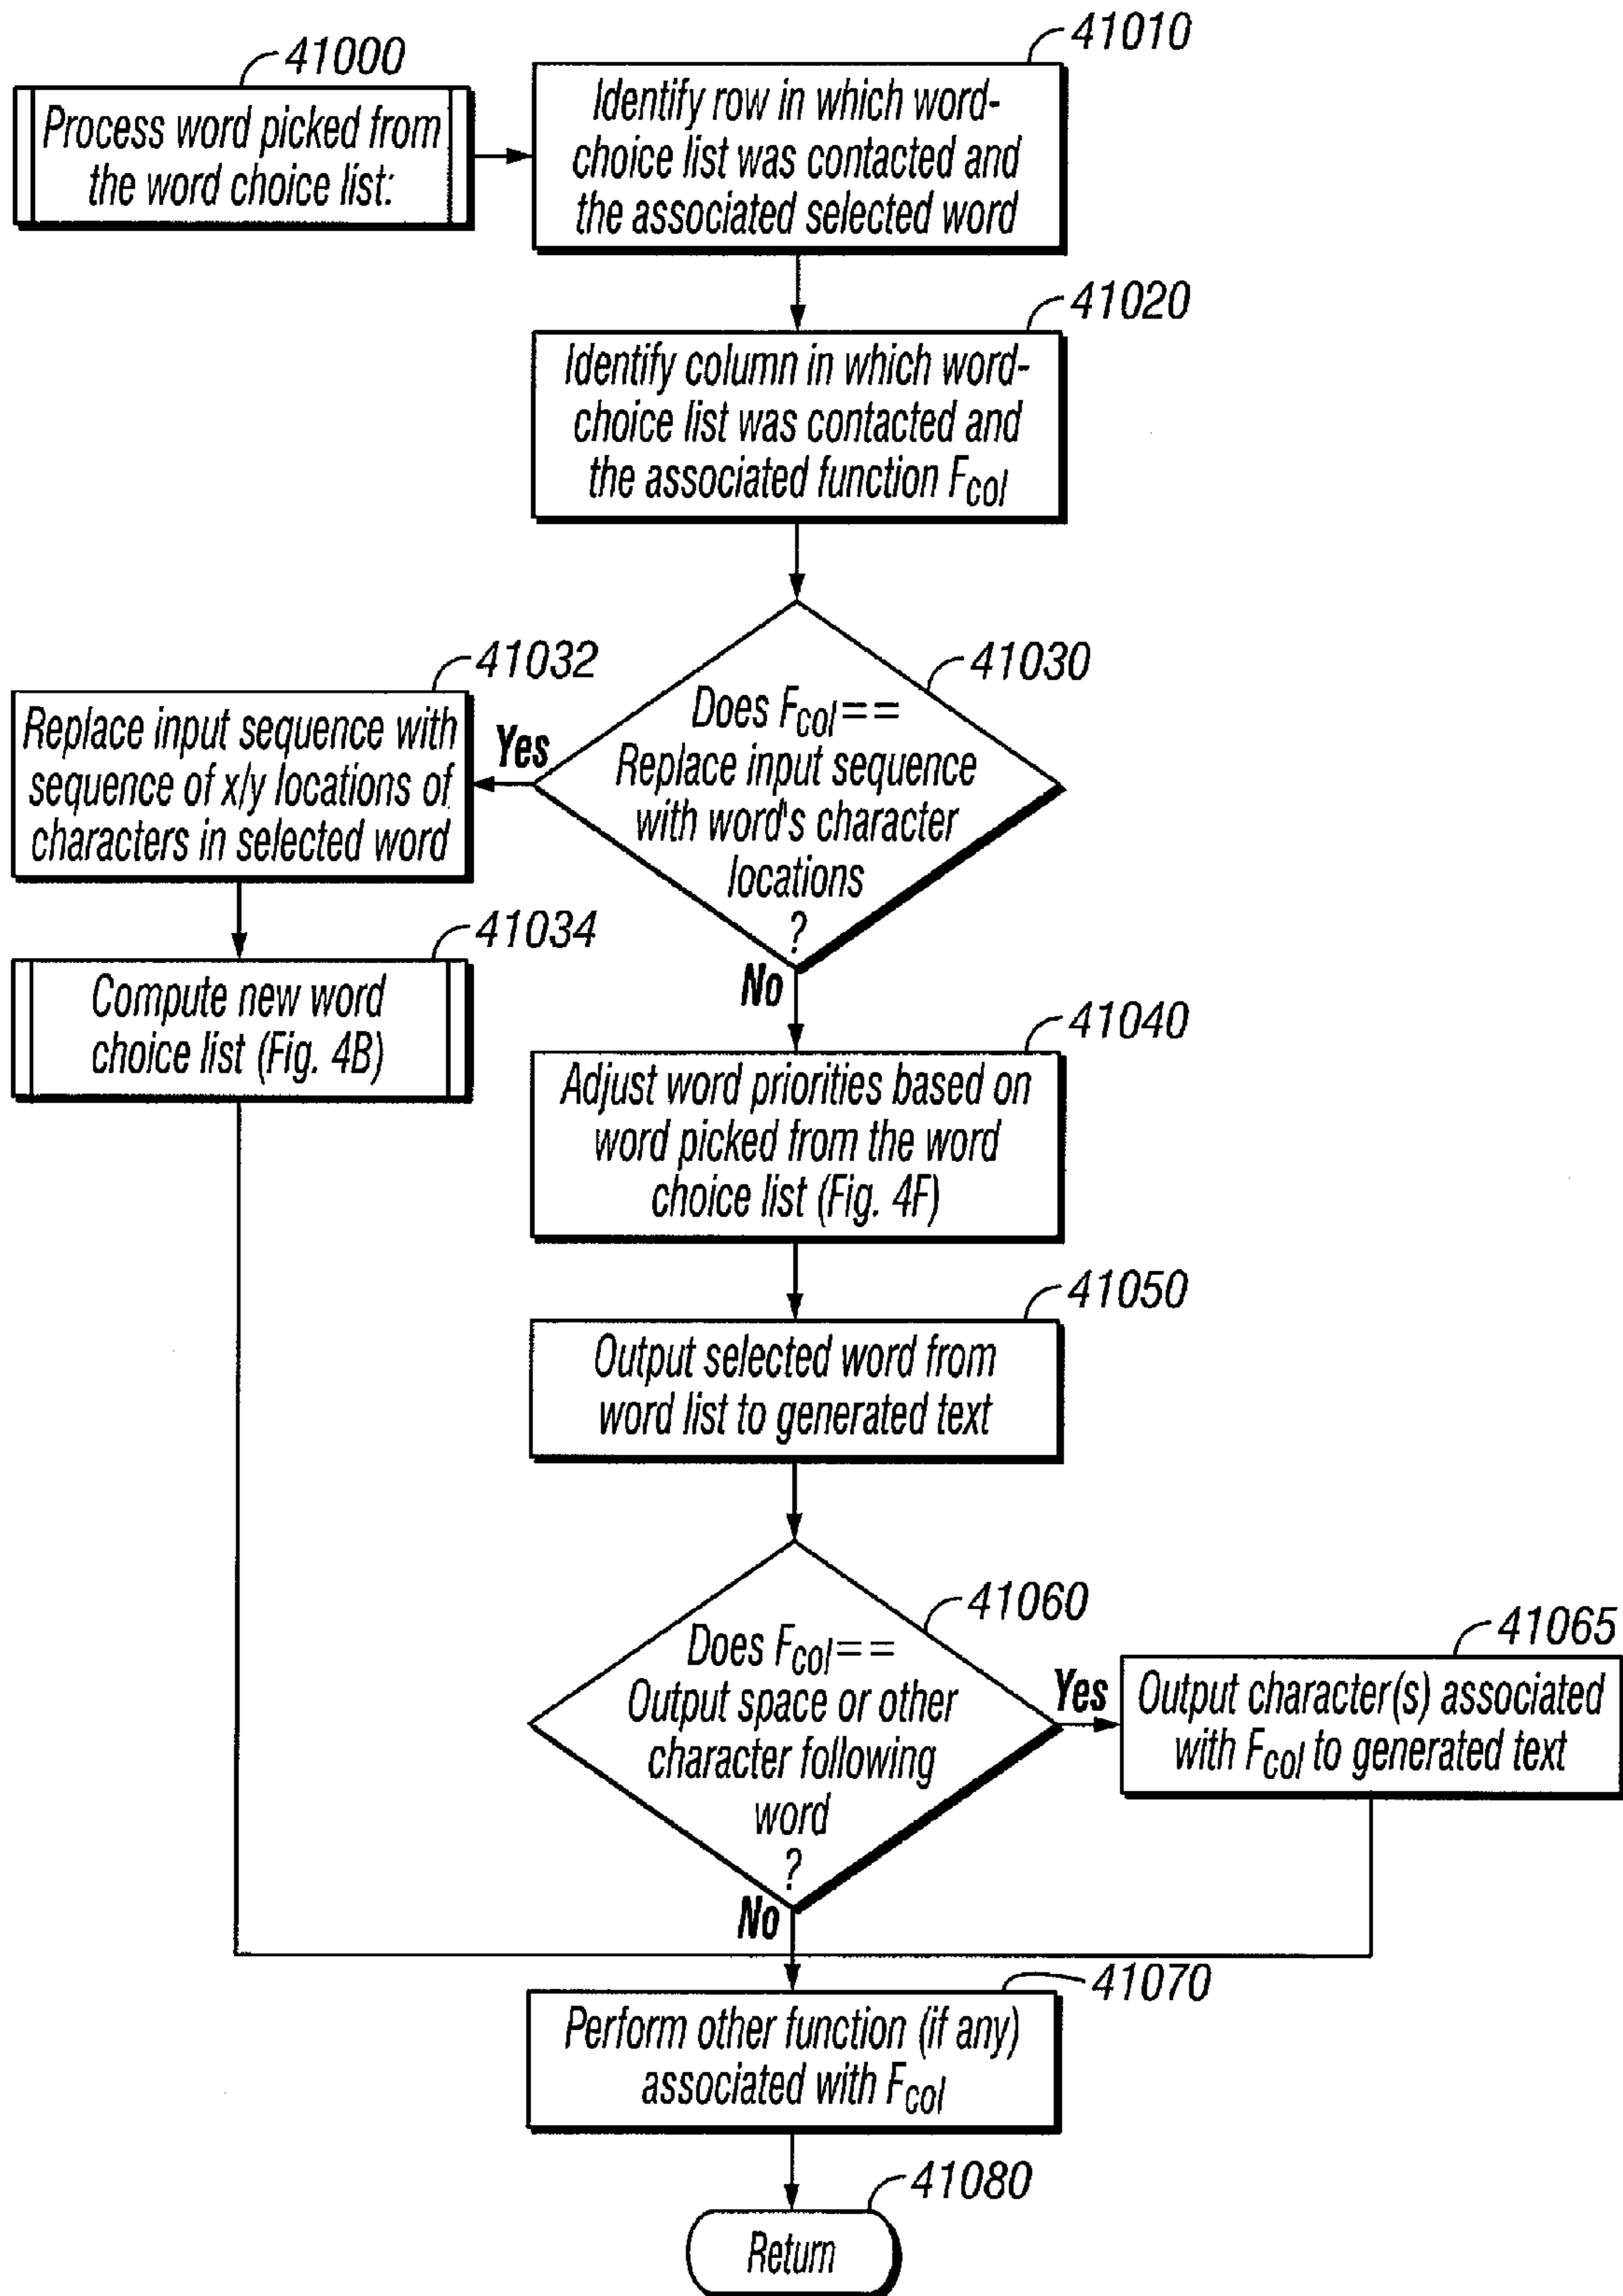 41000
Process word picked from
the word choice list:
41010
Identify row in which word-
choice list was contacted and
the associated selected word
41020
Identify column in which word-
choice list was contacted and
the associated function Fcol
41030
Does Fcol==
Replace input sequence
with word's character
locations
?
Yes
41032
Replace input sequence with
sequence of x/y locations of
characters in selected word
41034
Compute new word
choice list (Fig. 4B)
No
41040
Adjust word priorities based on
word picked from the word
choice list (Fig. 4F)
41050
Output selected word from
word list to generated text
41060
Does Fcol==
Output space or other
character following
word
?
Yes
41065
Output character(s) associated
with Fcol to generated text
No
41070
Perform other function (if any)
associated with Fcol
41080
Return